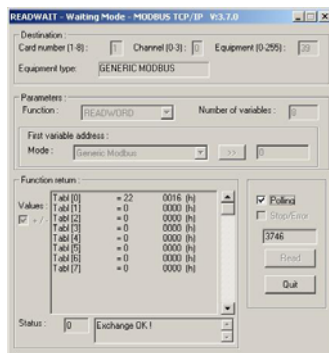 READWAIT - Waiting Mode - MODBUS TCP/IP V:3.7.0
Destination :
Card number (1-8) : 1 Channel (0-3) : 0 Equipment (0-255) : 39
Equipment type: GENERIC MODBUS
Parameters :
Function : READWORD Number of variables : 8
First variable address :
Mode : Generic Modbus >> 0
Function return :
Values :
+ / -
Tabl [0] = 22 0016 (h)
Tabl [1] = 0 0000 (h)
Tabl [2] = 0 0000 (h)
Tabl [3] = 0 0000 (h)
Tabl [4] = 0 0000 (h)
Tabl [5] = 0 0000 (h)
Tabl [6] = 0 0000 (h)
Tabl [7] = 0 0000 (h)
Status : 0 Exchange OK !
Polling
Stop/Error
3746
Read
Quit